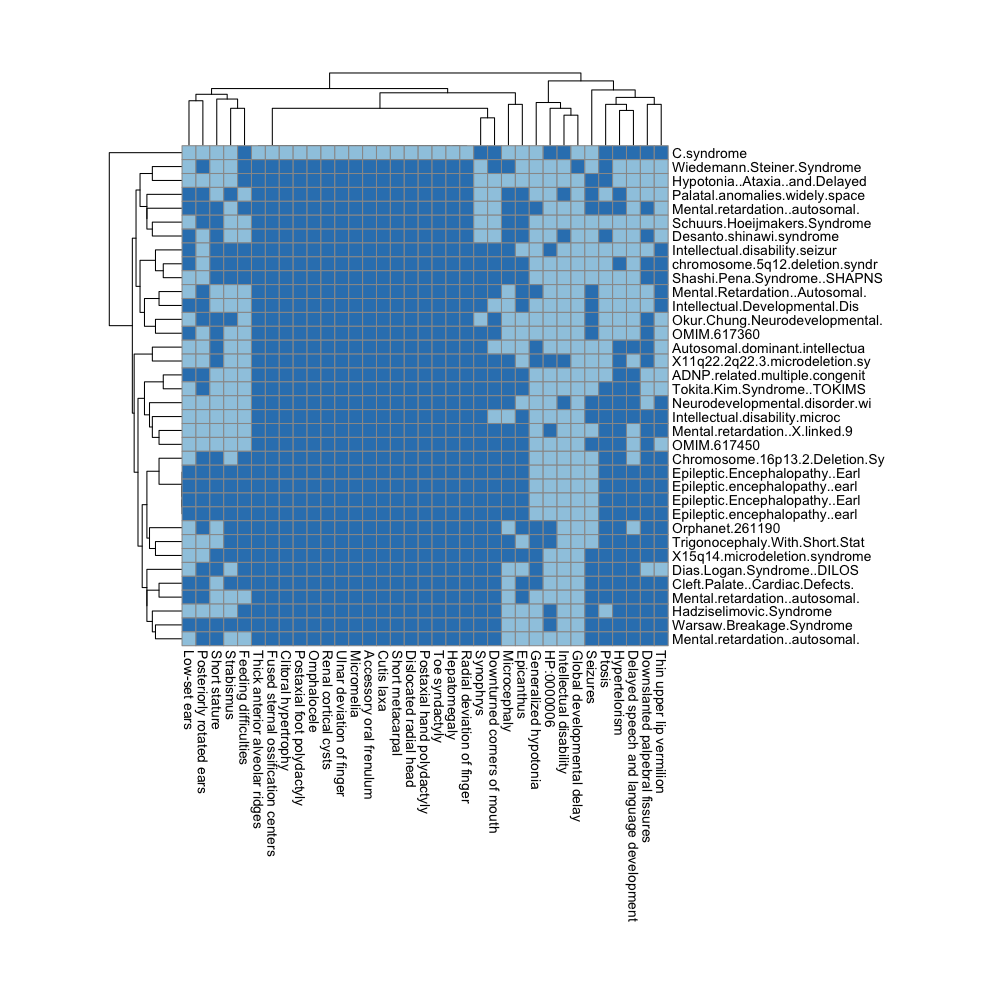 C.syndrome
Wiedemann.Steiner.Syndrome
Hypotonia..Ataxia..and.Delayed
Palatal.anomalies.widely.space
Mental.retardation..autosomal.
Schuurs.Hoeijmakers.Syndrome
Desanto.shinawi.syndrome
Intellectual.disability.seizur
chromosome.5q12.deletion.syndr
Shashi.Pena.Syndrome..SHAPNS
Mental.Retardation..Autosomal.
Intellectual.Developmental.Dis
Okur.Chung.Neurodevelopmental.
OMIM.617360
Autosomal.dominant.intellectua
X11q22.2q22.3.microdeletion.sy
ADNP.related.multiple.congenit
Tokita.Kim.Syndrome..TOKIMS
Neurodevelopmental.disorder.wi
Intellectual.disability.microc
Mental.retardation..X.linked.9
OMIM.617450
Chromosome.16p13.2.Deletion.Sy
Epileptic.Encephalopathy..Earl
Epileptic.encephalopathy..earl
Epileptic.Encephalopathy..Earl
Epileptic.encephalopathy..earl
Orphanet.261190
Trigonocephaly.With.Short.Stat
X15q14.microdeletion.syndrome
Dias.Logan.Syndrome..DILOS
Cleft.Palate..Cardiac.Defects.
Mental.retardation..autosomal.
Hadziselimovic.Syndrome
Warsaw.Breakage.Syndrome
Mental.retardation..autosomal.
Low-set ears
Posteriorly rotated ears
Short stature
Strabismus
Feeding difficulties
Thick anterior alveolar ridges
Fused sternal ossification centers
Clitoral hypertrophy
Postaxial foot polydactyly
Omphalocele
Renal cortical cysts
Ulnar deviation of finger
Micromelia
Accessory oral frenulum
Cutis laxa
Short metacarpal
Dislocated radial head
Postaxial hand polydactyly
Toe syndactyly
Hepatomegaly
Radial deviation of finger
Synophrys
Downturned corners of mouth
Microcephaly
Epicanthus
Generalized hypotonia
HP:0000006
Intellectual disability
Global developmental delay
Seizures
Ptosis
Hypertelorism
Delayed speech and language development
Downslanted palpebral fissures
Thin upper lip vermilion